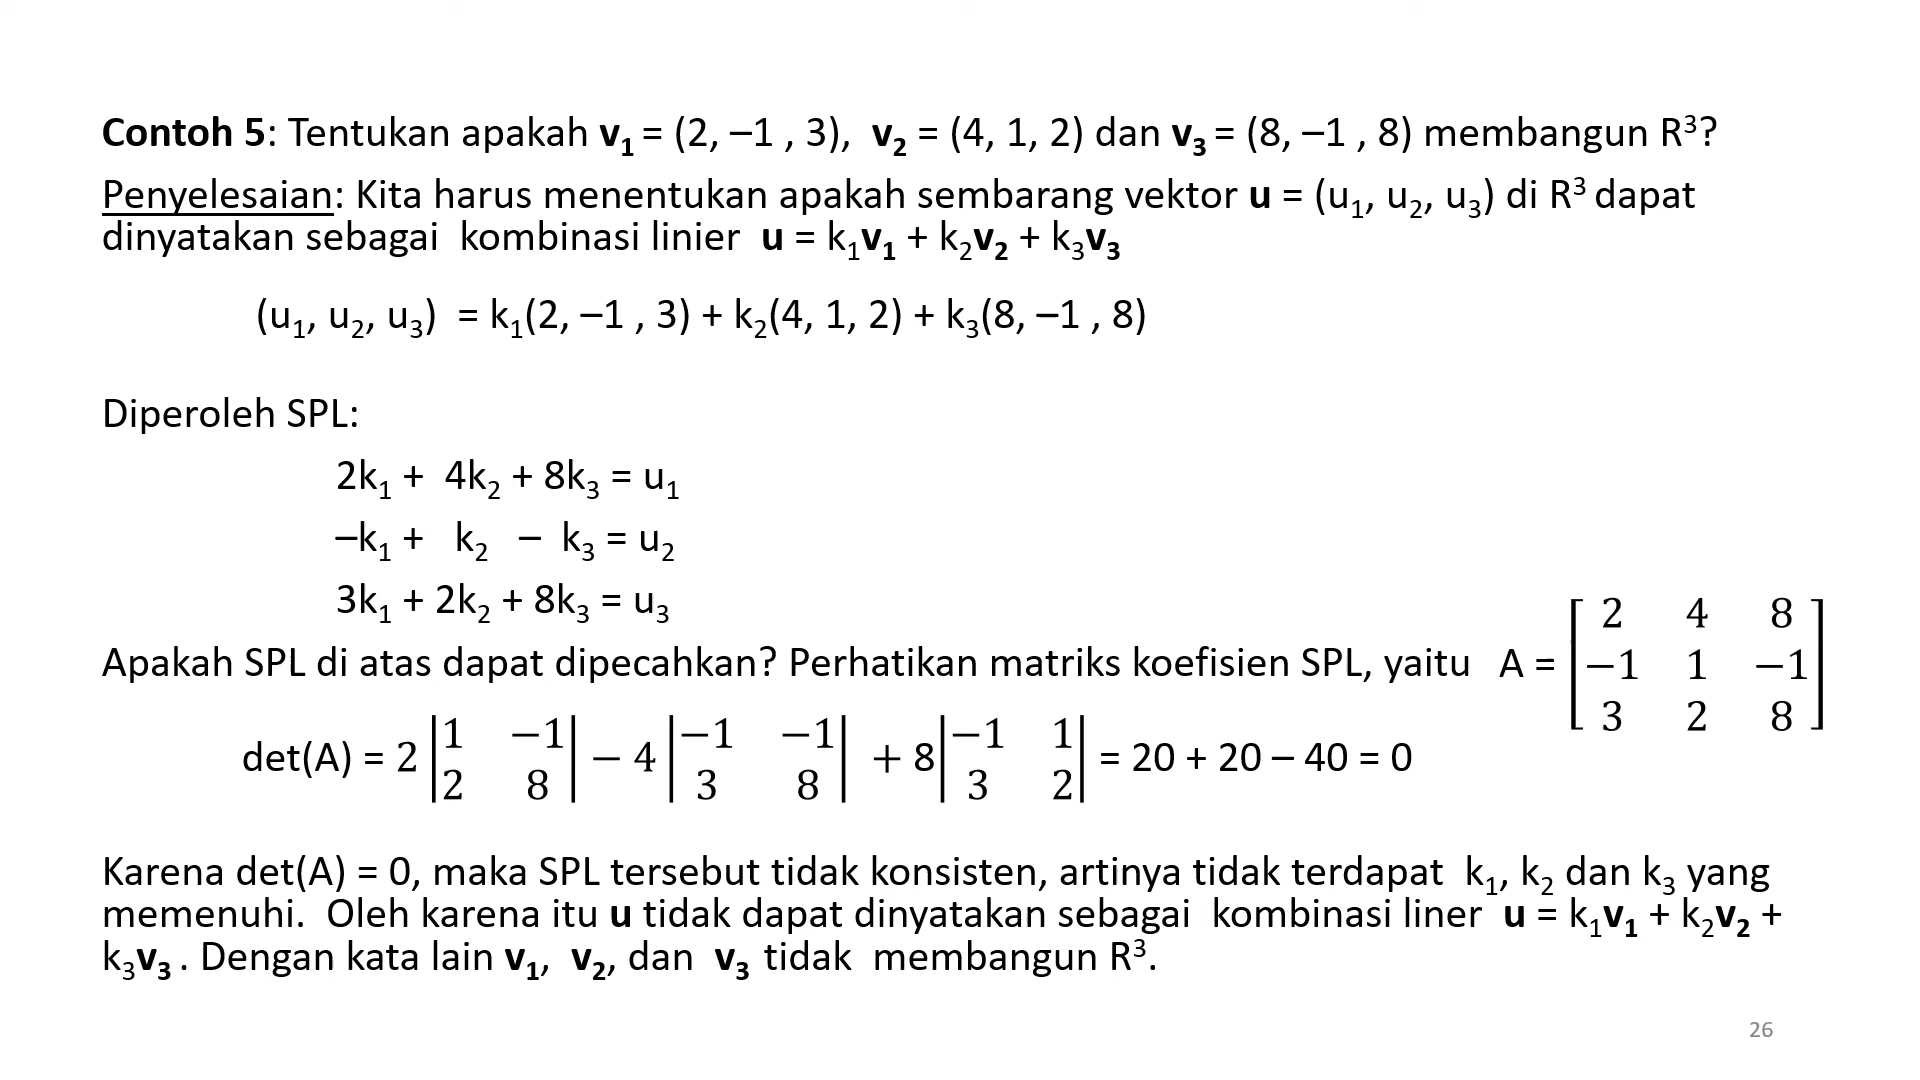 Contoh 5: Tentukan apakah v₁ = (2, –1 , 3), v₂ = (4, 1, 2) dan v₃ = (8, –1 , 8) membangun R³?
Penyelesaian: Kita harus menentukan apakah sembarang vektor u = (u₁, u₂, u₃) di R³ dapat
dinyatakan sebagai kombinasi linier u = k₁v₁ + k₂v₂ + k₃v₃
(u₁, u₂, u₃) = k₁(2, –1 , 3) + k₂(4, 1, 2) + k₃(8, –1 , 8)
Diperoleh SPL:
2k₁ + 4k₂ + 8k₃ = u₁
–k₁ + k₂ – k₃ = u₂
3k₁ + 2k₂ + 8k₃ = u₃
Apakah SPL di atas dapat dipecahkan? Perhatikan matriks koefisien SPL, yaitu A = [2 4 8; −1 1 −1; 3 2 8]
det(A) = 2 |1 −1; 2 8| − 4 |−1 −1; 3 8| + 8 |−1 1; 3 2| = 20 + 20 – 40 = 0
Karena det(A) = 0, maka SPL tersebut tidak konsisten, artinya tidak terdapat k₁, k₂ dan k₃ yang
memenuhi. Oleh karena itu u tidak dapat dinyatakan sebagai kombinasi liner u = k₁v₁ + k₂v₂ +
k₃v₃ . Dengan kata lain v₁, v₂, dan v₃ tidak membangun R³.
26